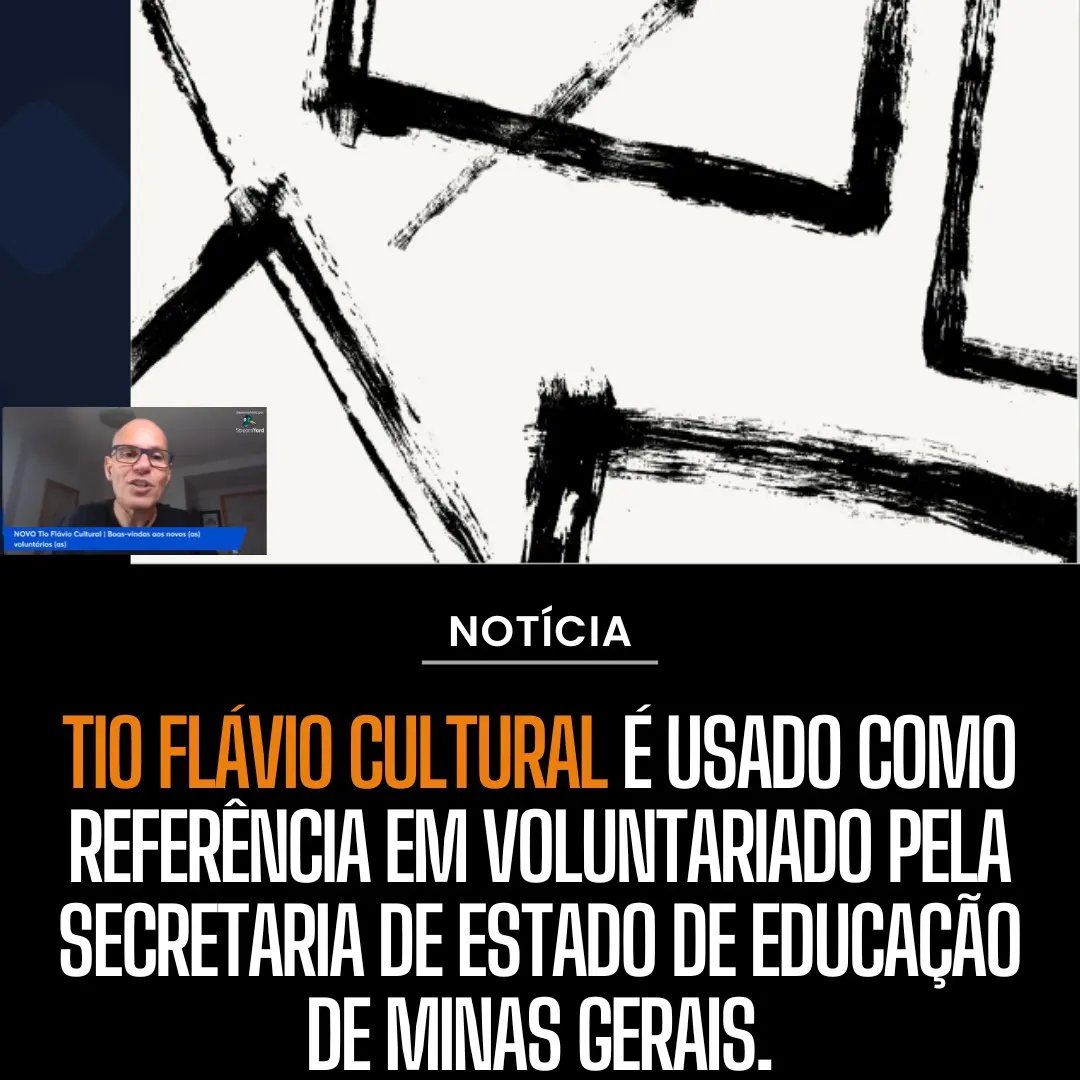 StreamYard
NOVO Tio Flávio Cultural | Boas-vindas aos novos (as)
voluntários (as)
NOTÍCIA
TIO FLÁVIO CULTURAL É USADO COMO
REFERÊNCIA EM VOLUNTARIADO PELA
SECRETARIA DE ESTADO DE EDUCAÇÃO
DE MINAS GERAIS.